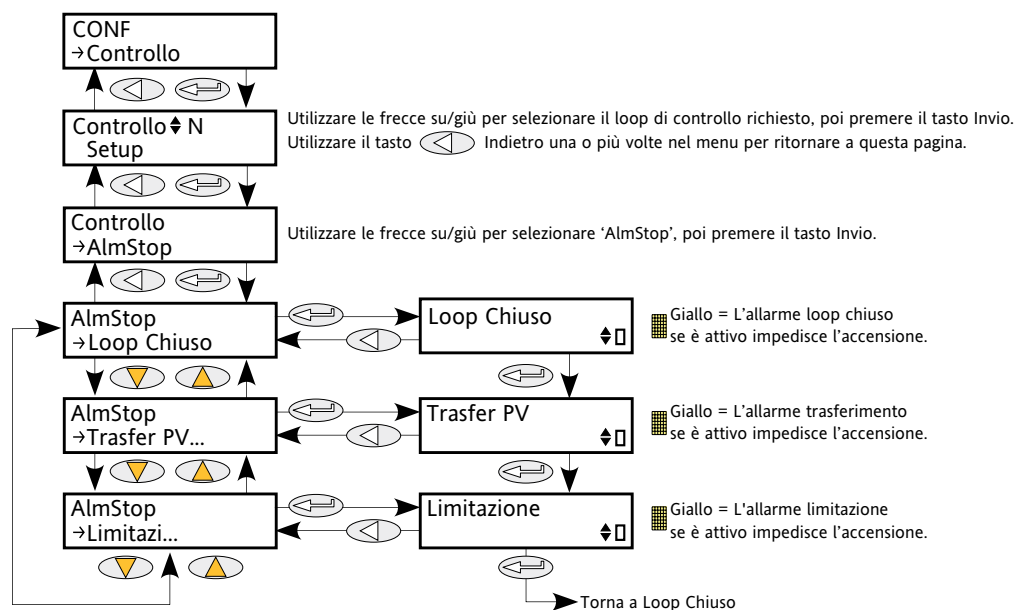 CONF
→Controllo
Controllo N
Setup
Utilizzare le frecce su/giù per selezionare il loop di controllo richiesto, poi premere il tasto Invio.
Utilizzare il tasto Indietro una o più volte nel menu per ritornare a questa pagina.
Controllo
→AlmStop
Utilizzare le frecce su/giù per selezionare ‘AlmStop’, poi premere il tasto Invio.
AlmStop
→Loop Chiuso
Loop Chiuso
Giallo = L'allarme loop chiuso
se è attivo impedisce l'accensione.
AlmStop
→Trasfer PV...
Trasfer PV
Giallo = L'allarme trasferimento
se è attivo impedisce l'accensione.
AlmStop
→Limitazi...
Limitazione
Giallo = L'allarme limitazione
se è attivo impedisce l'accensione.
Torna a Loop Chiuso